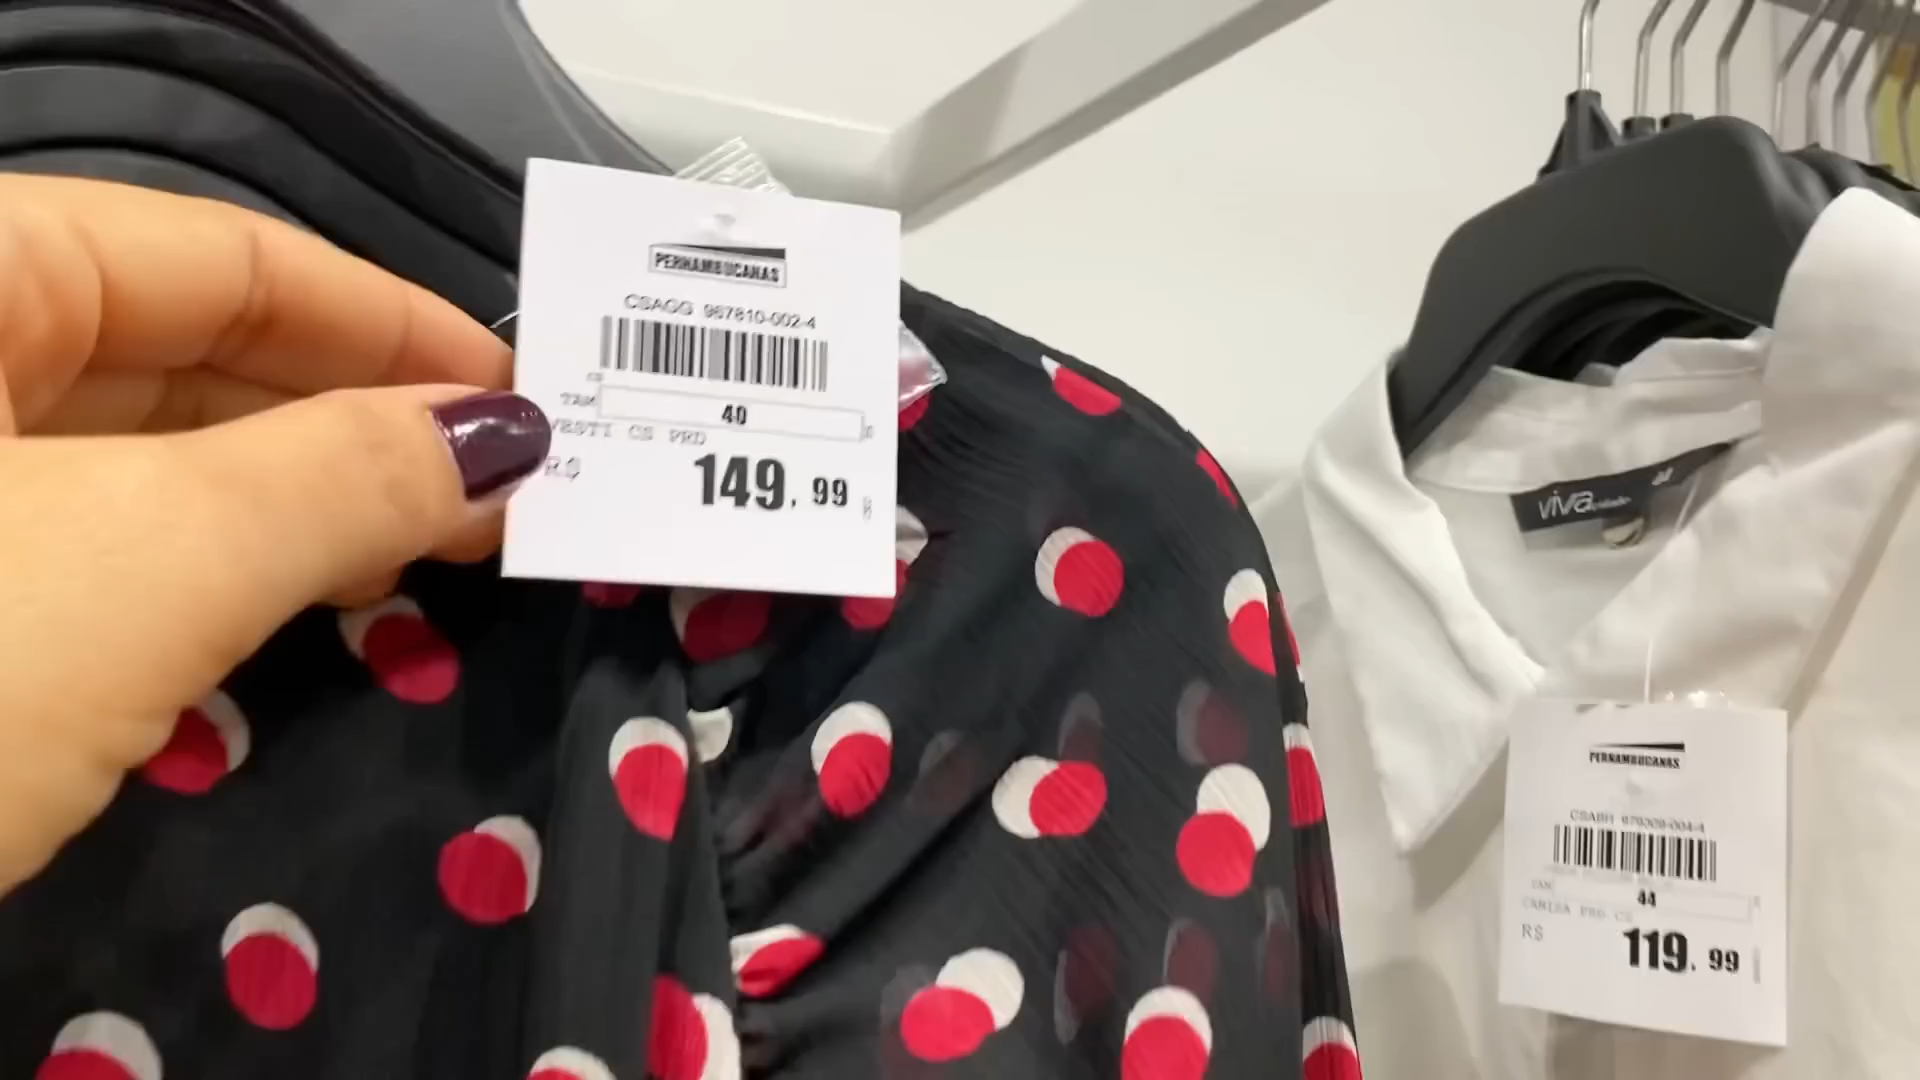 PERNAMBUCANAS
CSAGG 967810-002-4
TAM
40
VESTI CS PRD
R$ 149,99
viva
PERNAMBUCANAS
TAM
44
CAMISA PRD CS
R$ 119,99